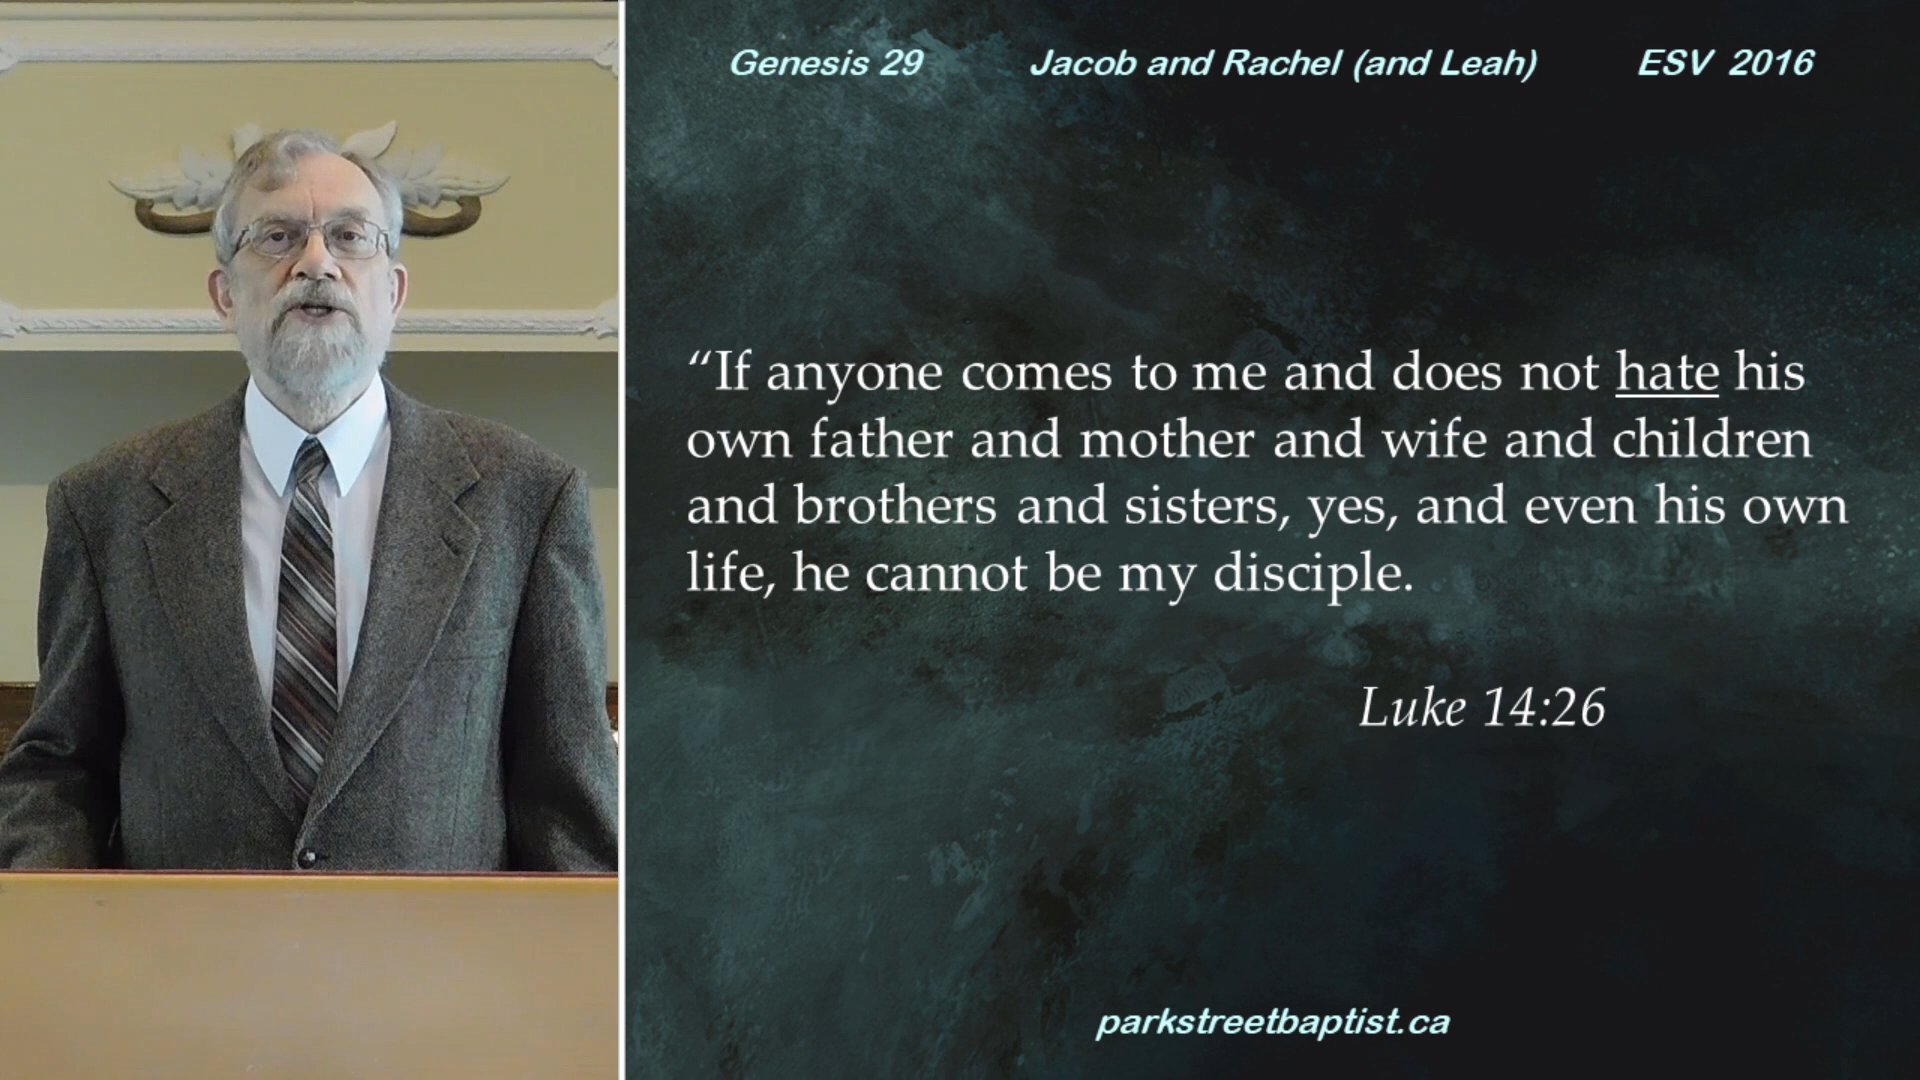 Genesis 29 Jacob and Rachel (and Leah) ESV 2016
“If anyone comes to me and does not hate his
own father and mother and wife and children
and brothers and sisters, yes, and even his own
life, he cannot be my disciple.
Luke 14:26
parkstreetbaptist.ca